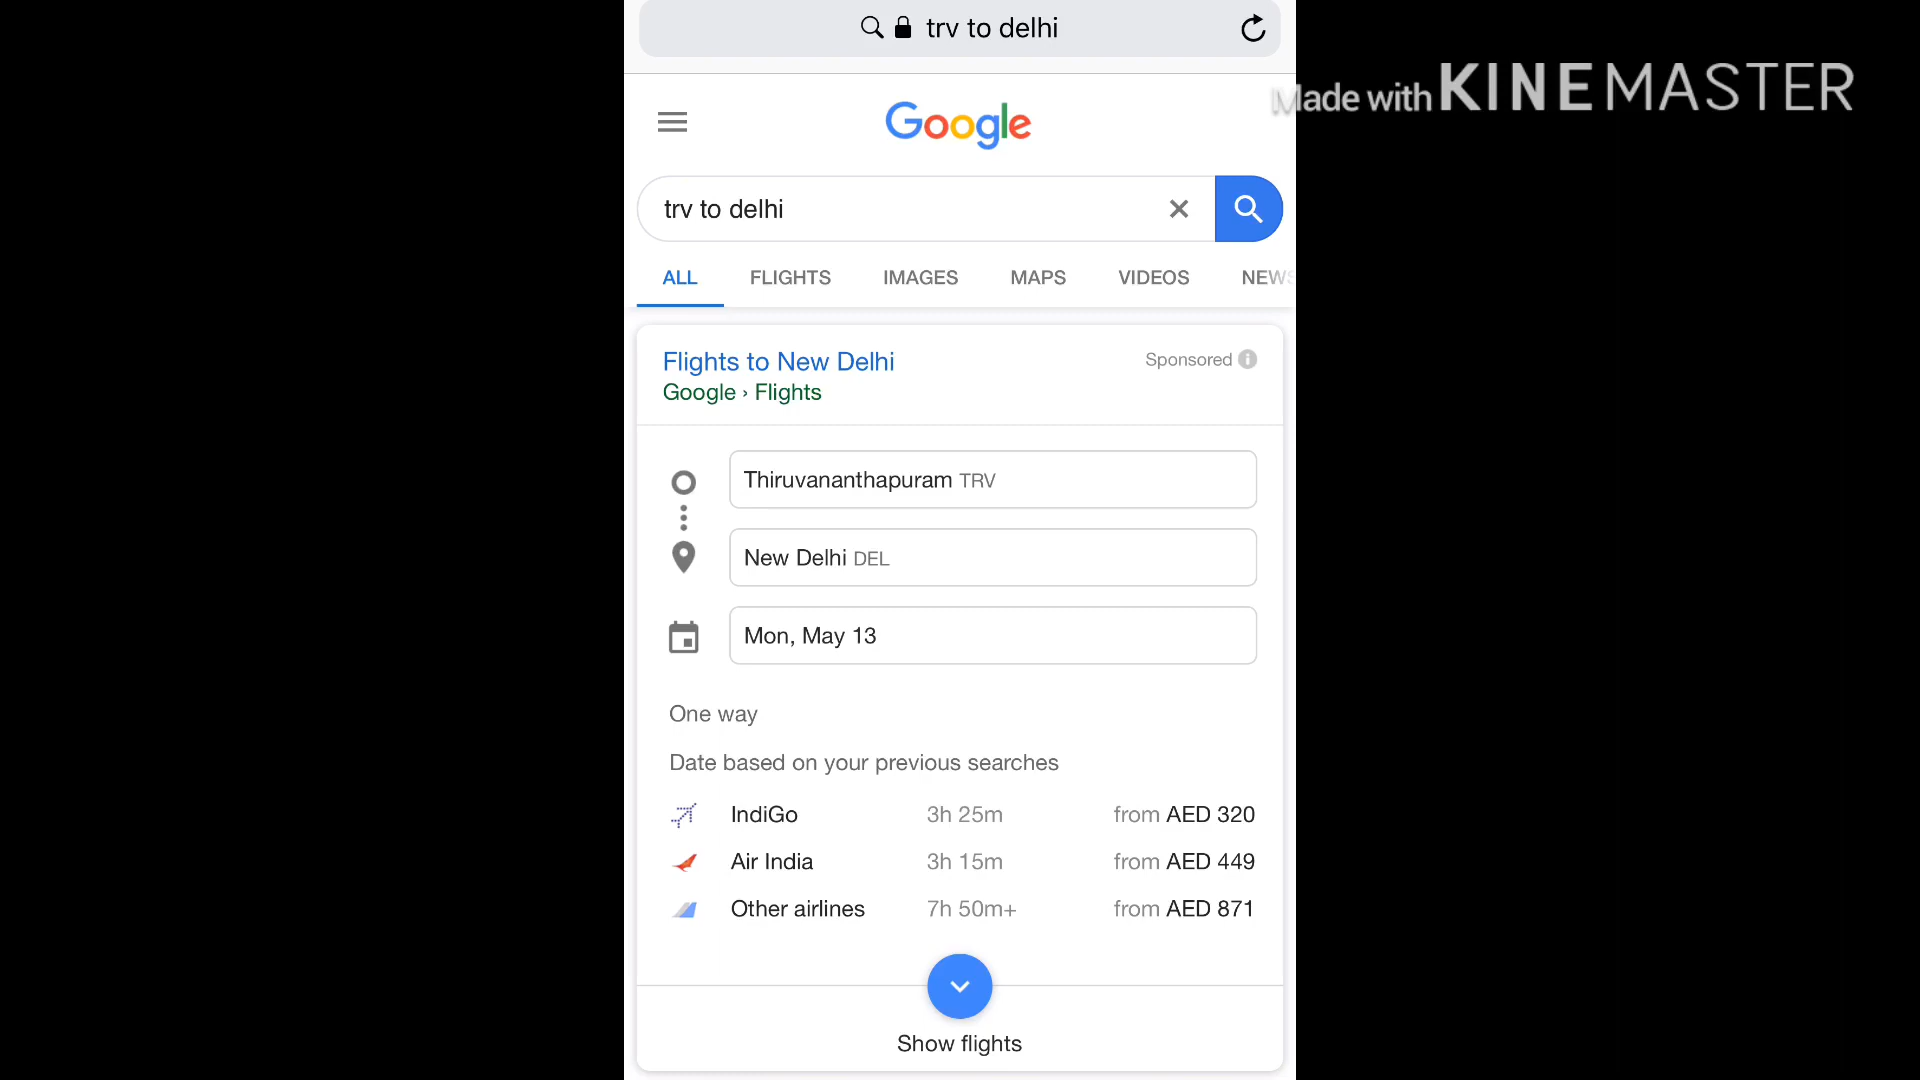 trv to delhi
Made with KINEMASTER
Google
trv to delhi
ALL FLIGHTS IMAGES MAPS VIDEOS NEWS
Flights to New Delhi Sponsored
Google › Flights
Thiruvananthapuram TRV
New Delhi DEL
Mon, May 13
One way
Date based on your previous searches
IndiGo 3h 25m from AED 320
Air India 3h 15m from AED 449
Other airlines 7h 50m+ from AED 871
Show flights